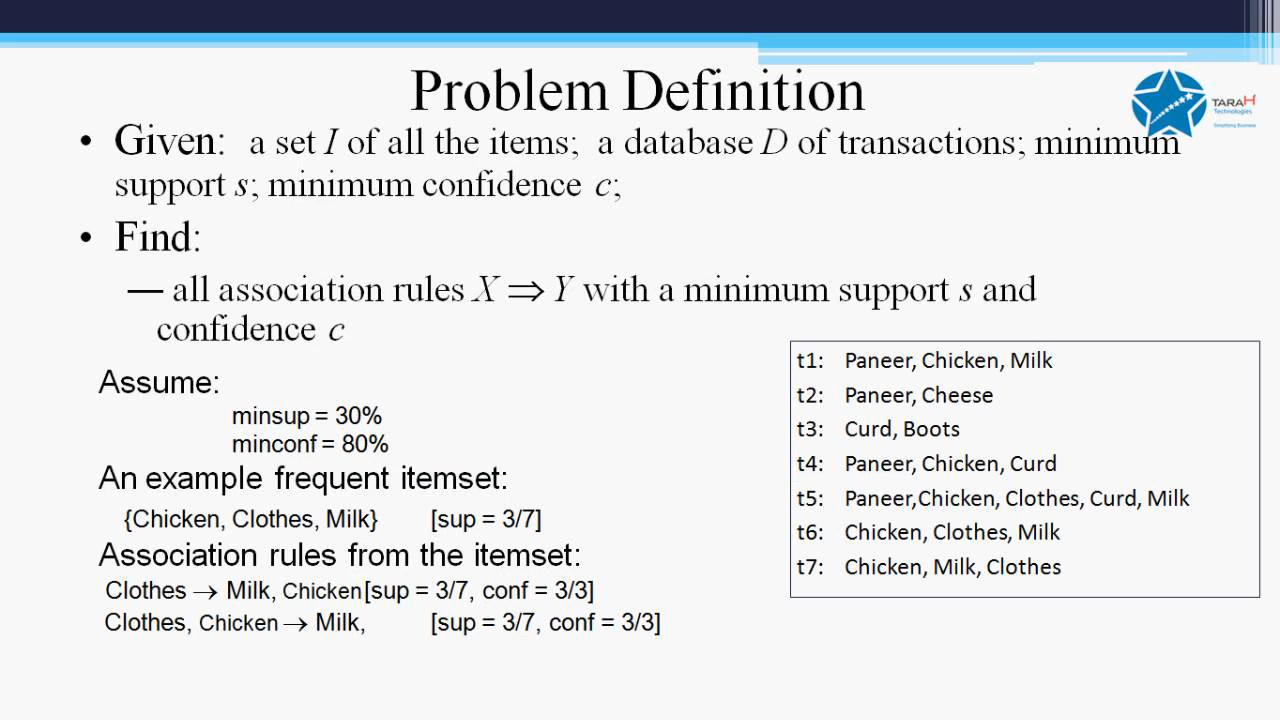 Problem Definition
TARAH
Technologies
Simplifying Business
• Given: a set I of all the items; a database D of transactions; minimum
support s; minimum confidence c;
• Find:
— all association rules X ⇒ Y with a minimum support s and
confidence c
Assume:
minsup = 30%
minconf = 80%
An example frequent itemset:
{Chicken, Clothes, Milk} [sup = 3/7]
Association rules from the itemset:
Clothes → Milk, Chicken [sup = 3/7, conf = 3/3]
Clothes, Chicken → Milk, [sup = 3/7, conf = 3/3]
t1: Paneer, Chicken, Milk
t2: Paneer, Cheese
t3: Curd, Boots
t4: Paneer, Chicken, Curd
t5: Paneer,Chicken, Clothes, Curd, Milk
t6: Chicken, Clothes, Milk
t7: Chicken, Milk, Clothes